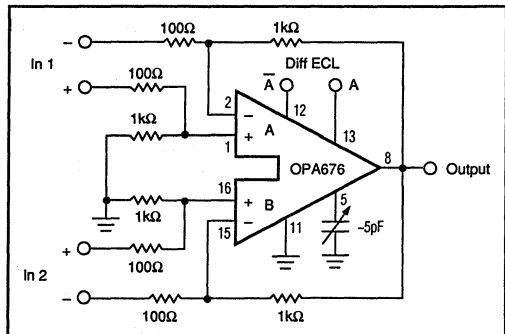 100Ω 1kΩ
−
In 1
100Ω
Diff ECL
+
A̅ A
2 12
1kΩ
− A
+ 13
1
OPA676 8 Output
16
+ B 5
1kΩ
15 − 11 ~5pF
+
100Ω
In 2
−
100Ω 1kΩ